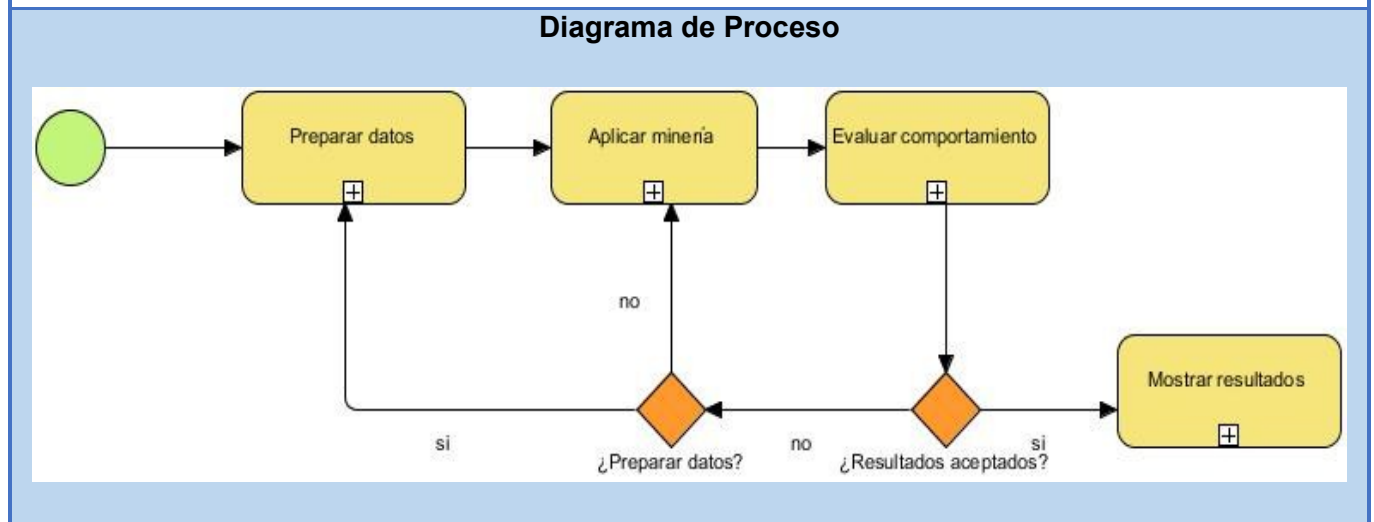 Diagrama de Proceso
Preparar datos
Aplicar minería
Evaluar comportamiento
no
Mostrar resultados
si
¿Preparar datos?
no
¿Resultados aceptados?
si